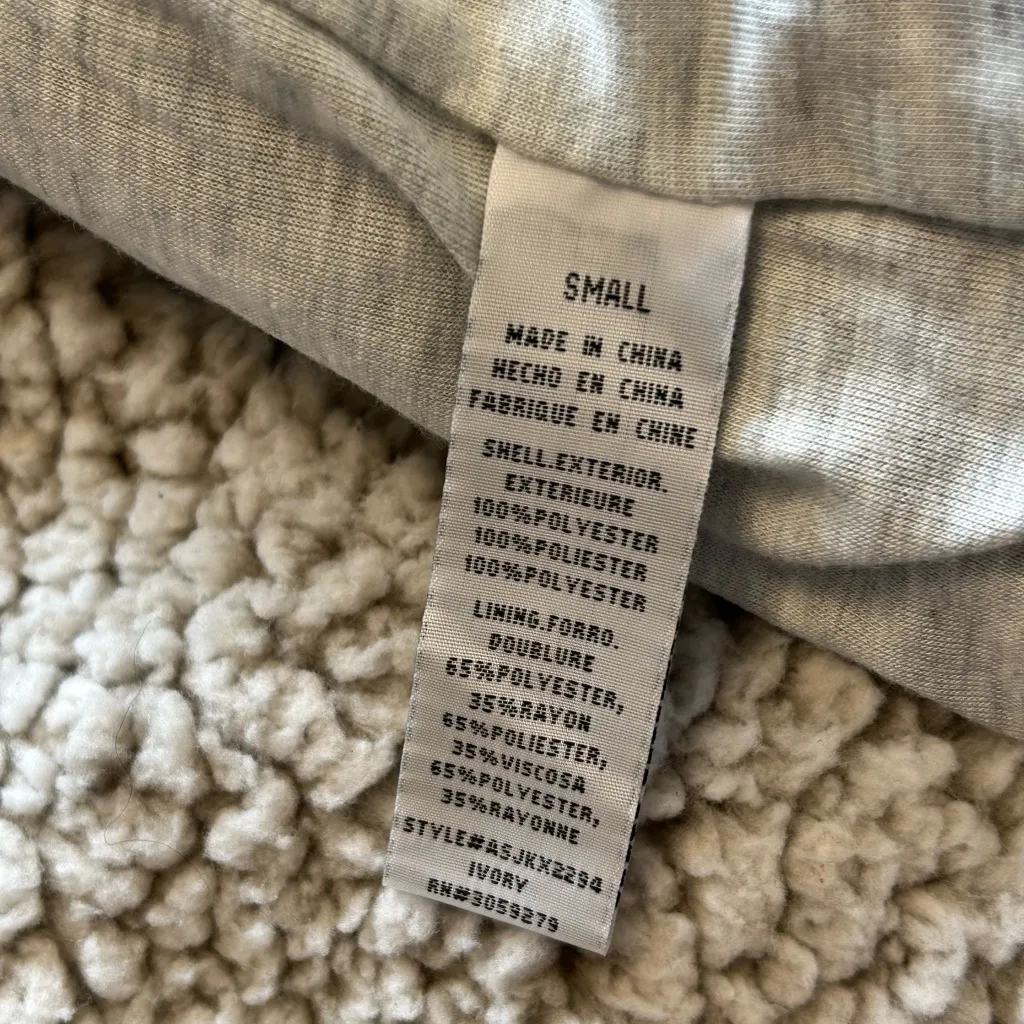 SMALL
MADE IN CHINA
HECHO EN CHINA
FABRIQUE EN CHINE
SHELL.EXTERIOR.
EXTERIEURE
100%POLYESTER
100%POLIESTER
100%POLYESTER
LINING.FORRO.
DOUBLURE
65%POLYESTER,
35%RAYON
65%POLIESTER,
35%VISCOSA
65%POLYESTER,
35%RAYONNE
STYLE#A5JKX2294
IVORY
RN#3059279